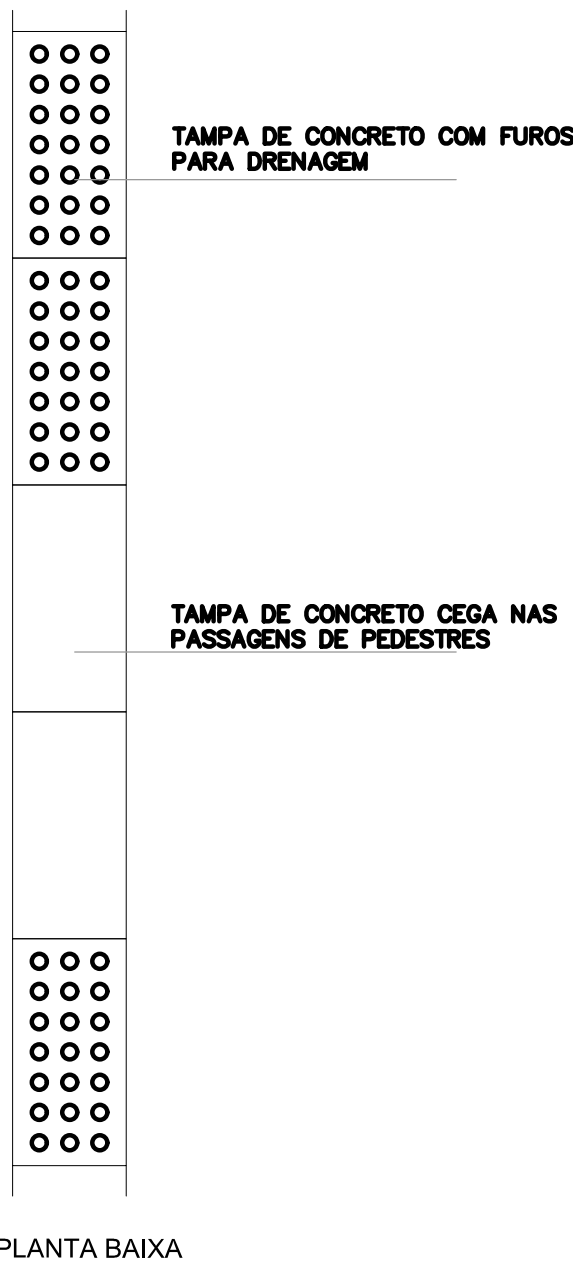 TAMPA DE CONCRETO COM FUROS
PARA DRENAGEM
TAMPA DE CONCRETO CEGA NAS
PASSAGENS DE PEDESTRES
PLANTA BAIXA